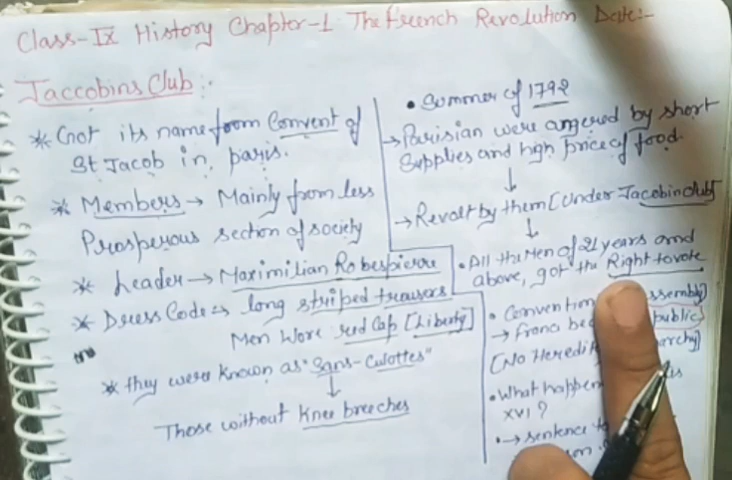 Class-IX History Chapter-1 The French Revolution Date:-
Jaccobins Club:-
* Got its name from Convent of
St Jacob in paris.
* Members → Mainly from less
Prosperous section of society
* Leader → Maximilian Robespierre
* Dress Code → long striped trousers
Men Wore red Cap [Liberty]
* they were known as "Sans-Culottes"
↓
Those without Knee breeches
• Summer of 1792
→ Parisian were angered by short
Supplies and high price of food
↓
→ Revolt by them [Under Jacobin club]
↓
• All the Men of 21 years and
above, got the Right to vote
• Convention
→ public
[No
• What
XVI?
• → sentence